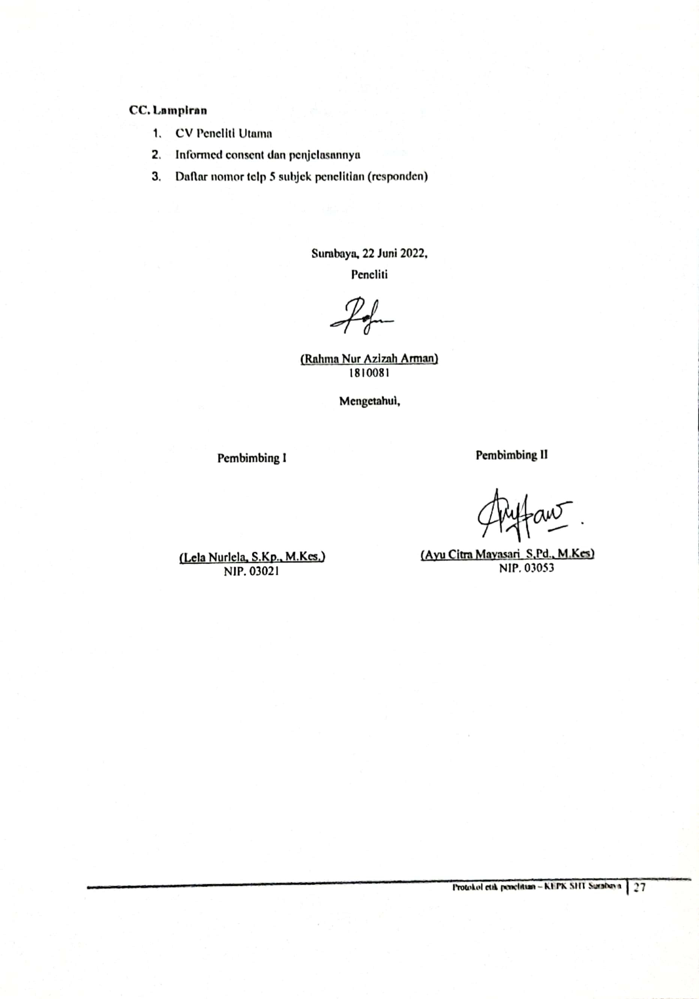 CC. Lampiran
1. CV Peneliti Utama
2. Informed consent dan penjelasannya
3. Daftar nomor telp 5 subjek penelitian (responden)
Surabaya, 22 Juni 2022,
Peneliti
(Rahma Nur Azizah Arman)
1810081
Mengetahui,
Pembimbing I
Pembimbing II
(Lela Nurlela, S.Kp., M.Kes.)
NIP. 03021
(Ayu Citra Mayasari S.Pd., M.Kes)
NIP. 03053
Protokol etik penelitian – KEPK SHT Surabaya | 27